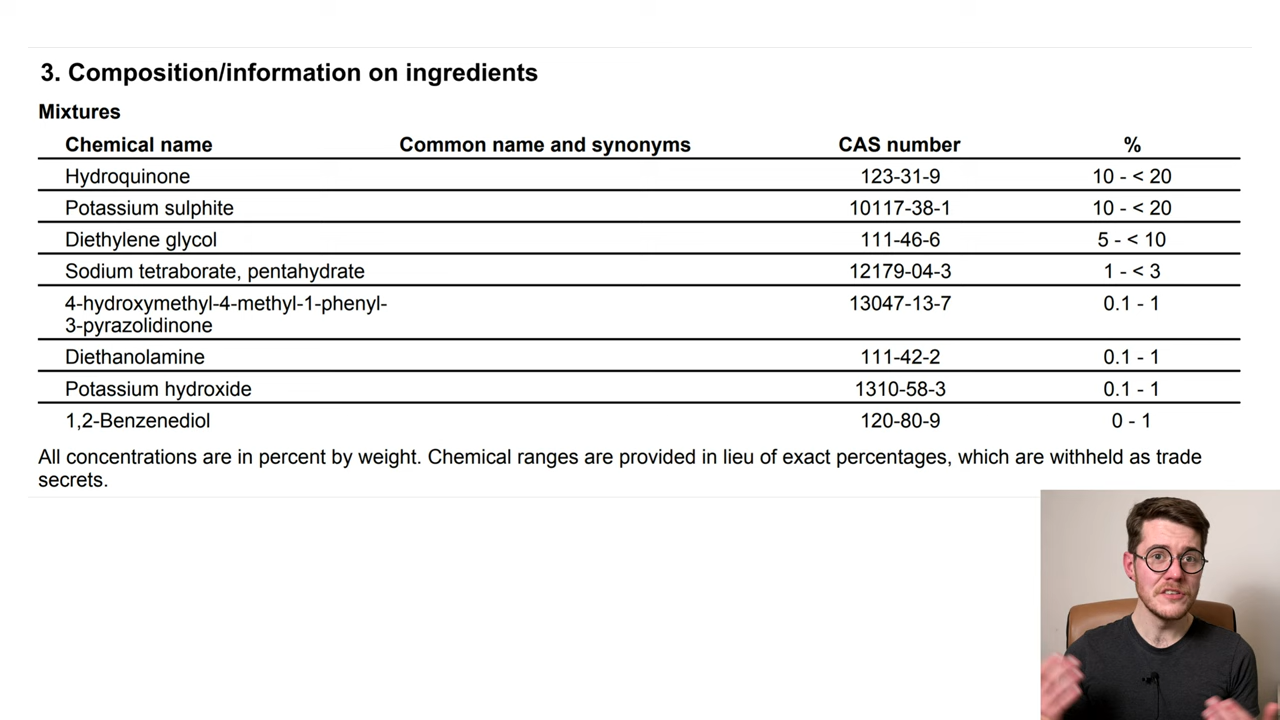 3. Composition/information on ingredients
Mixtures
Chemical name Common name and synonyms CAS number %
Hydroquinone 123-31-9 10 - < 20
Potassium sulphite 10117-38-1 10 - < 20
Diethylene glycol 111-46-6 5 - < 10
Sodium tetraborate, pentahydrate 12179-04-3 1 - < 3
4-hydroxymethyl-4-methyl-1-phenyl- 13047-13-7 0.1 - 1
3-pyrazolidinone
Diethanolamine 111-42-2 0.1 - 1
Potassium hydroxide 1310-58-3 0.1 - 1
1,2-Benzenediol 120-80-9 0 - 1
All concentrations are in percent by weight. Chemical ranges are provided in lieu of exact percentages, which are withheld as trade
secrets.